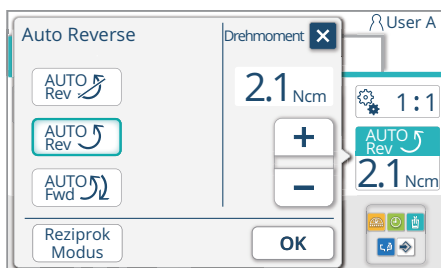 Auto Reverse
Drehmoment
User A
AUTO
Rev
2.1 Ncm
1:1
AUTO
Rev
+
AUTO
Rev
2.1 Ncm
AUTO
Fwd
−
Reziprok
Modus
OK